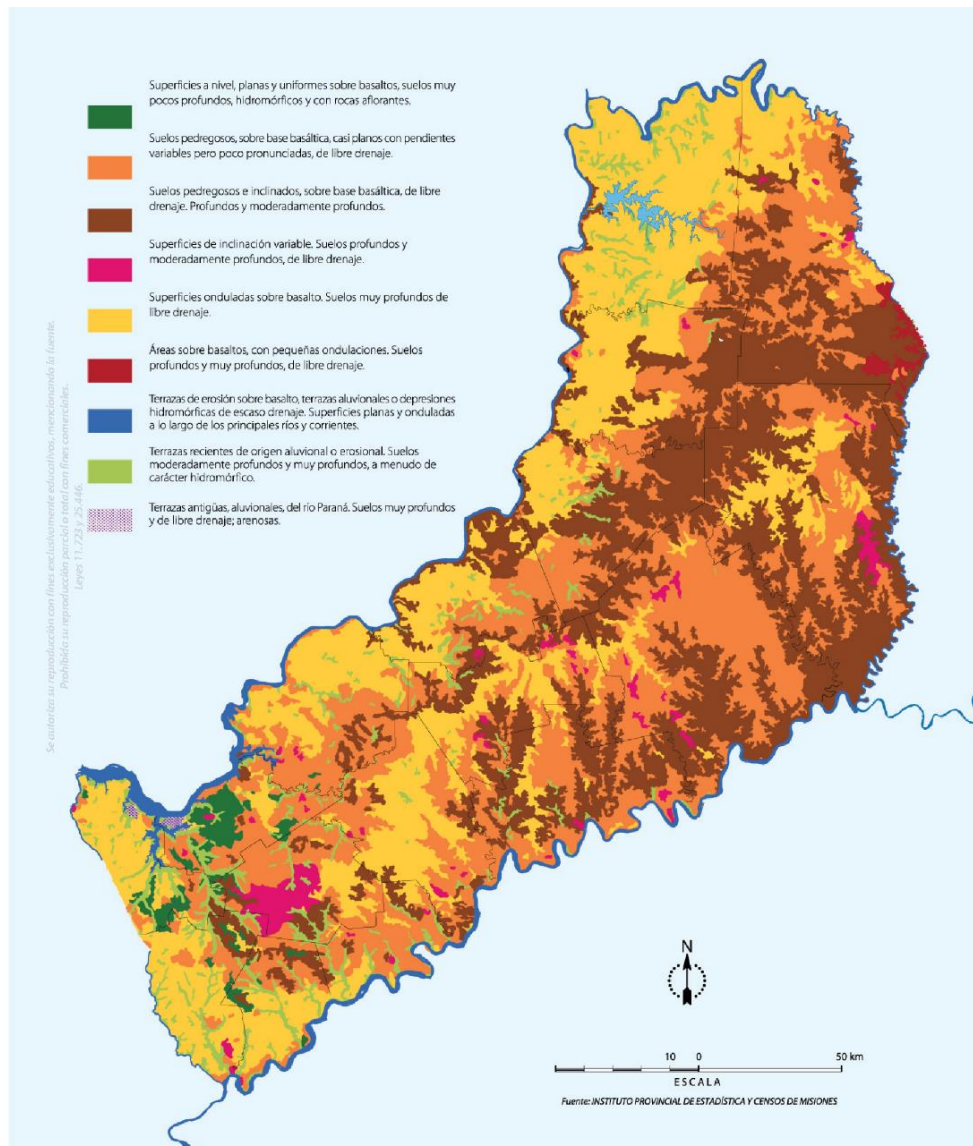 Superficies a nivel, planas y uniformes sobre basaltos, suelos muy
pocos profundos, hidromórficos y con rocas aflorantes.
Suelos pedregosos, sobre base basáltica, casi planos con pendientes
variables pero poco pronunciadas, de libre drenaje.
Suelos pedregosos e inclinados, sobre base basáltica, de libre
drenaje. Profundos y moderadamente profundos.
Superficies de inclinación variable. Suelos profundos y
moderadamente profundos, de libre drenaje.
Superficies onduladas sobre basalto. Suelos muy profundos de
libre drenaje.
Áreas sobre basaltos, con pequeñas ondulaciones. Suelos
profundos y muy profundos, de libre drenaje.
Terrazas de erosión sobre basalto, terrazas aluvionales o depresiones
hidromórficas de escaso drenaje. Superficies planas y onduladas
a lo largo de los principales ríos y corrientes.
Terrazas recientes de origen aluvional o erosional. Suelos
moderadamente profundos y muy profundos, a menudo de
carácter hidromórfico.
Terrazas antigüas, aluvionales, del río Paraná. Suelos muy profundos
y de libre drenaje; arenosas.
Se autoriza su reproducción con fines exclusivamente educativos, mencionando la fuente.
Prohibida su reproducción parcial o total con fines comerciales.
Leyes 11.723 y 25.446.
N
10 0 50 km
ESCALA
Fuente: INSTITUTO PROVINCIAL DE ESTADÍSTICA Y CENSOS DE MISIONES